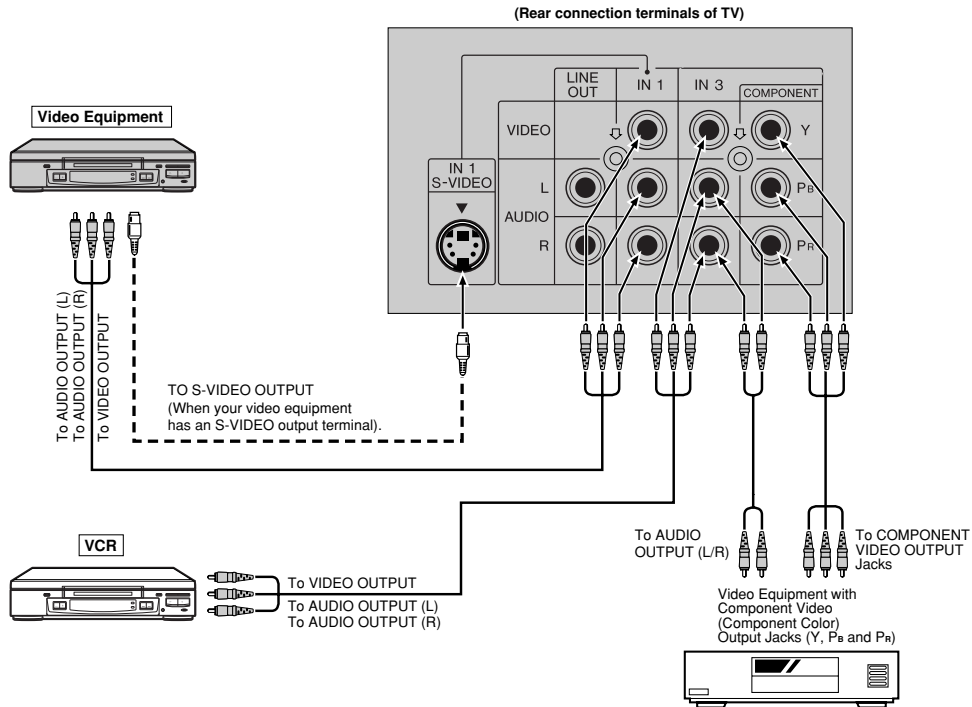 (Rear connection terminals of TV)
LINE
OUT
IN 1
IN 3
COMPONENT
VIDEO
Y
IN 1
S-VIDEO
L
PB
AUDIO
R
PR
Video Equipment
To AUDIO OUTPUT (L)
To AUDIO OUTPUT (R)
To VIDEO OUTPUT
TO S-VIDEO OUTPUT
(When your video equipment
has an S-VIDEO output terminal).
VCR
To VIDEO OUTPUT
To AUDIO OUTPUT (L)
To AUDIO OUTPUT (R)
To AUDIO
OUTPUT (L/R)
To COMPONENT
VIDEO OUTPUT
Jacks
Video Equipment with
Component Video
(Component Color)
Output Jacks (Y, PB and PR)